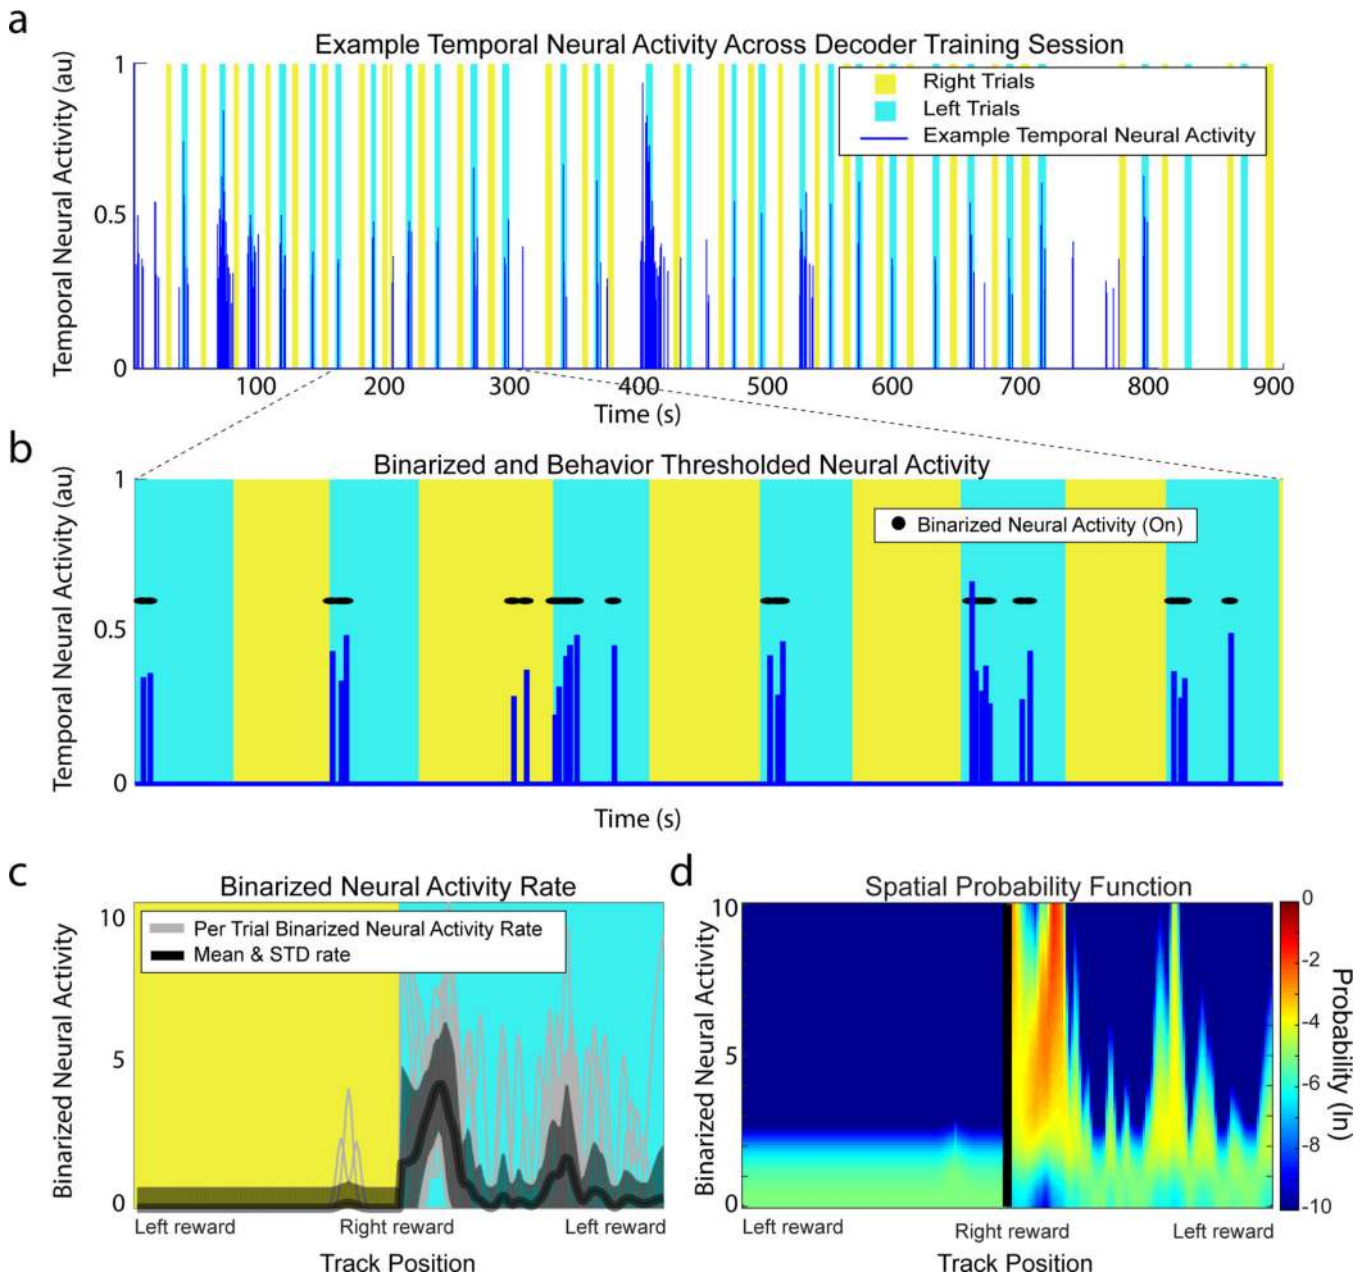 a
Example Temporal Neural Activity Across Decoder Training Session
Temporal Neural Activity (au)
1
0.5
0
Right Trials
Left Trials
Example Temporal Neural Activity
100 200 300 400 500 600 700 800 900
Time (s)
b
Binarized and Behavior Thresholded Neural Activity
Temporal Neural Activity (au)
1
0.5
0
Binarized Neural Activity (On)
Time (s)
c
Binarized Neural Activity Rate
Binarized Neural Activity
10
5
0
Per Trial Binarized Neural Activity Rate
Mean & STD rate
Left reward Right reward Left reward
Track Position
d
Spatial Probability Function
Binarized Neural Activity
10
5
0
Left reward Right reward Left reward
Track Position
0
-2
-4
-6
-8
-10
Probability (ln)